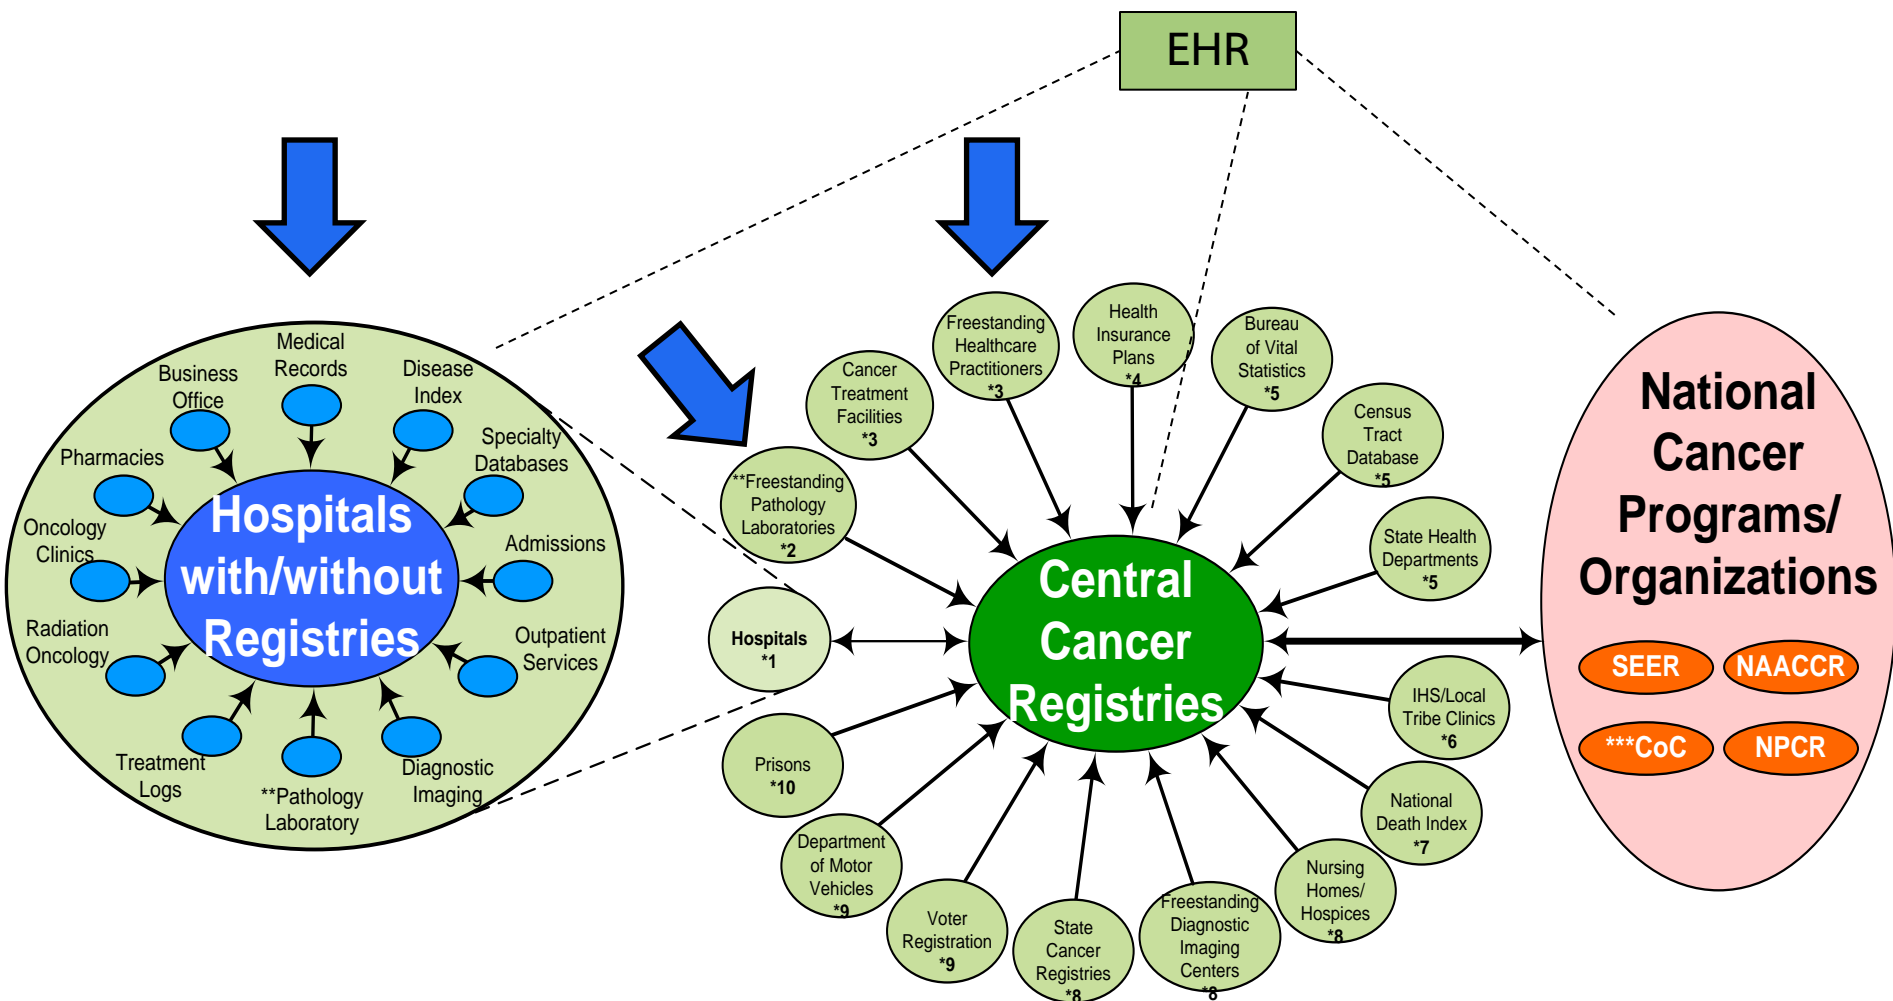 EHR
Medical
Records
Business
Office
Disease
Index
Pharmacies
Specialty
Databases
Oncology
Clinics
Admissions
Radiation
Oncology
Outpatient
Services
Treatment
Logs
**Pathology
Laboratory
Diagnostic
Imaging
Hospitals
with/without
Registries
Hospitals
*1
**Freestanding
Pathology
Laboratories
*2
Cancer
Treatment
Facilities
*3
Freestanding
Healthcare
Practitioners
*3
Health
Insurance
Plans
*4
Bureau
of Vital
Statistics
*5
Census
Tract
Database
*5
State Health
Departments
*5
Central
Cancer
Registries
IHS/Local
Tribe Clinics
*6
National
Death Index
*7
Nursing
Homes/
Hospices
*8
Freestanding
Diagnostic
Imaging
Centers
*8
State
Cancer
Registries
*8
Voter
Registration
*9
Department
of Motor
Vehicles
*9
Prisons
*10
National
Cancer
Programs/
Organizations
SEER
NAACCR
***CoC
NPCR